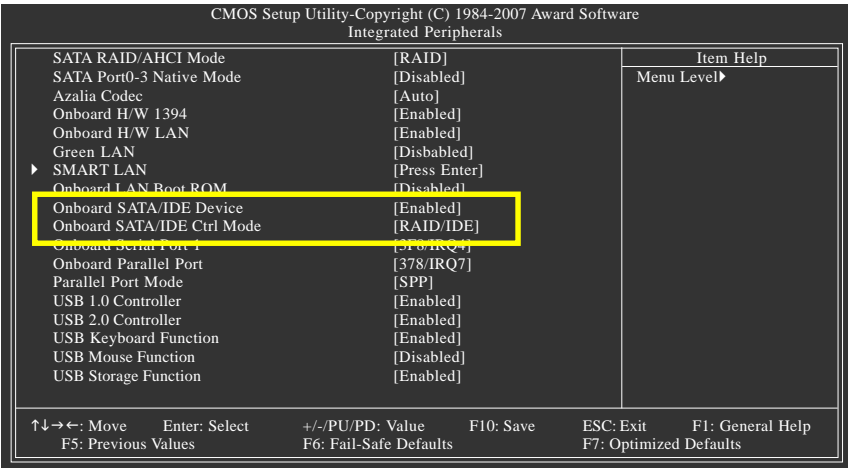 CMOS Setup Utility-Copyright (C) 1984-2007 Award Software
Integrated Peripherals
SATA RAID/AHCI Mode [RAID] Item Help
SATA Port0-3 Native Mode [Disabled] Menu Level▶
Azalia Codec [Auto]
Onboard H/W 1394 [Enabled]
Onboard H/W LAN [Enabled]
Green LAN [Disbabled]
▶ SMART LAN [Press Enter]
Onboard LAN Boot ROM [Disabled]
Onboard SATA/IDE Device [Enabled]
Onboard SATA/IDE Ctrl Mode [RAID/IDE]
Onboard Serial Port 1 [3F8/IRQ4]
Onboard Parallel Port [378/IRQ7]
Parallel Port Mode [SPP]
USB 1.0 Controller [Enabled]
USB 2.0 Controller [Enabled]
USB Keyboard Function [Enabled]
USB Mouse Function [Disabled]
USB Storage Function [Enabled]
↑↓→←: Move Enter: Select +/-/PU/PD: Value F10: Save ESC: Exit F1: General Help
F5: Previous Values F6: Fail-Safe Defaults F7: Optimized Defaults